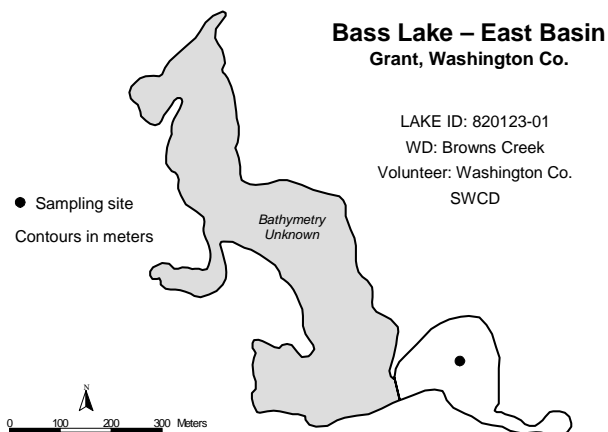 Bass Lake – East Basin
Grant, Washington Co.
LAKE ID: 820123-01
WD: Browns Creek
Volunteer: Washington Co.
SWCD
Sampling site
Contours in meters
Bathymetry
Unknown
N
0 100 200 300 Meters